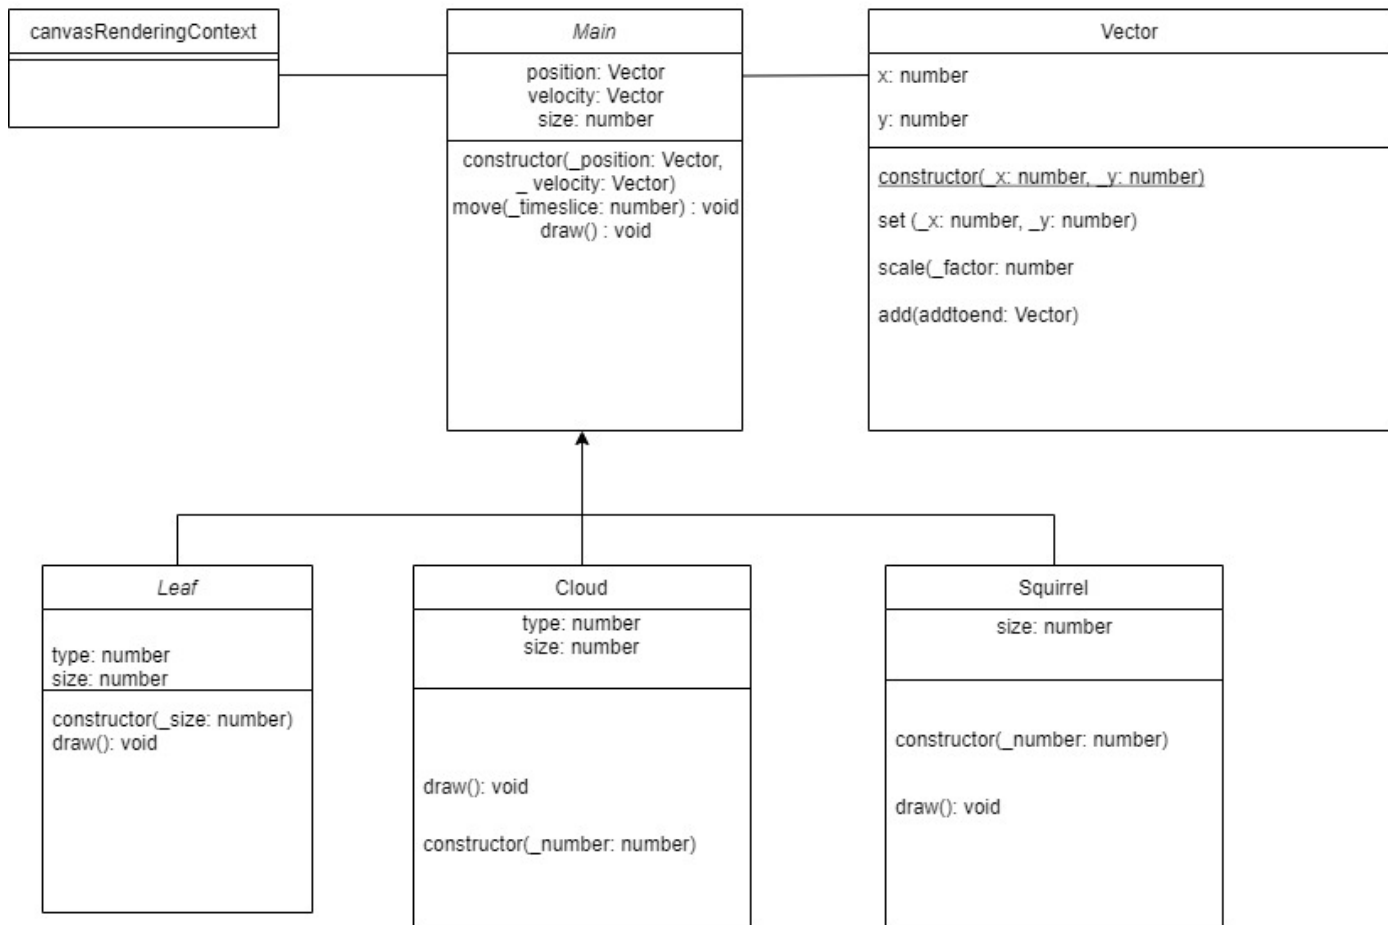 canvasRenderingContext
Main
position: Vector
velocity: Vector
size: number
constructor(_position: Vector,
_ velocity: Vector)
move(_timeslice: number) : void
draw() : void
Vector
x: number
y: number
constructor(_x: number, _y: number)
set (_x: number, _y: number)
scale(_factor: number
add(addtoend: Vector)
Leaf
type: number
size: number
constructor(_size: number)
draw(): void
Cloud
type: number
size: number
draw(): void
constructor(_number: number)
Squirrel
size: number
constructor(_number: number)
draw(): void